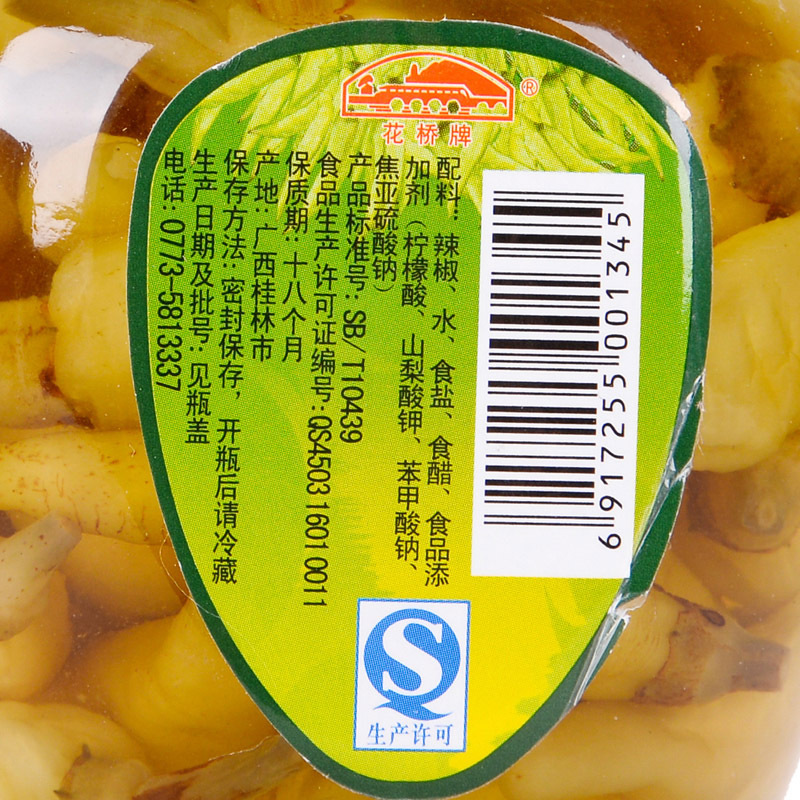 ®
花桥牌
配料：辣椒、水、食盐、食醋、食品添
加剂（柠檬酸、山梨酸钾、苯甲酸钠、
焦亚硫酸钠）
产品标准号：SB/T10439
食品生产许可证编号：QS4503 1601 0011
保质期：十八个月
产地：广西桂林市
保存方法：密封保存，开瓶后请冷藏
生产日期及批号：见瓶盖
电话：0773-5813337
6 917255 001345
S
生产许可